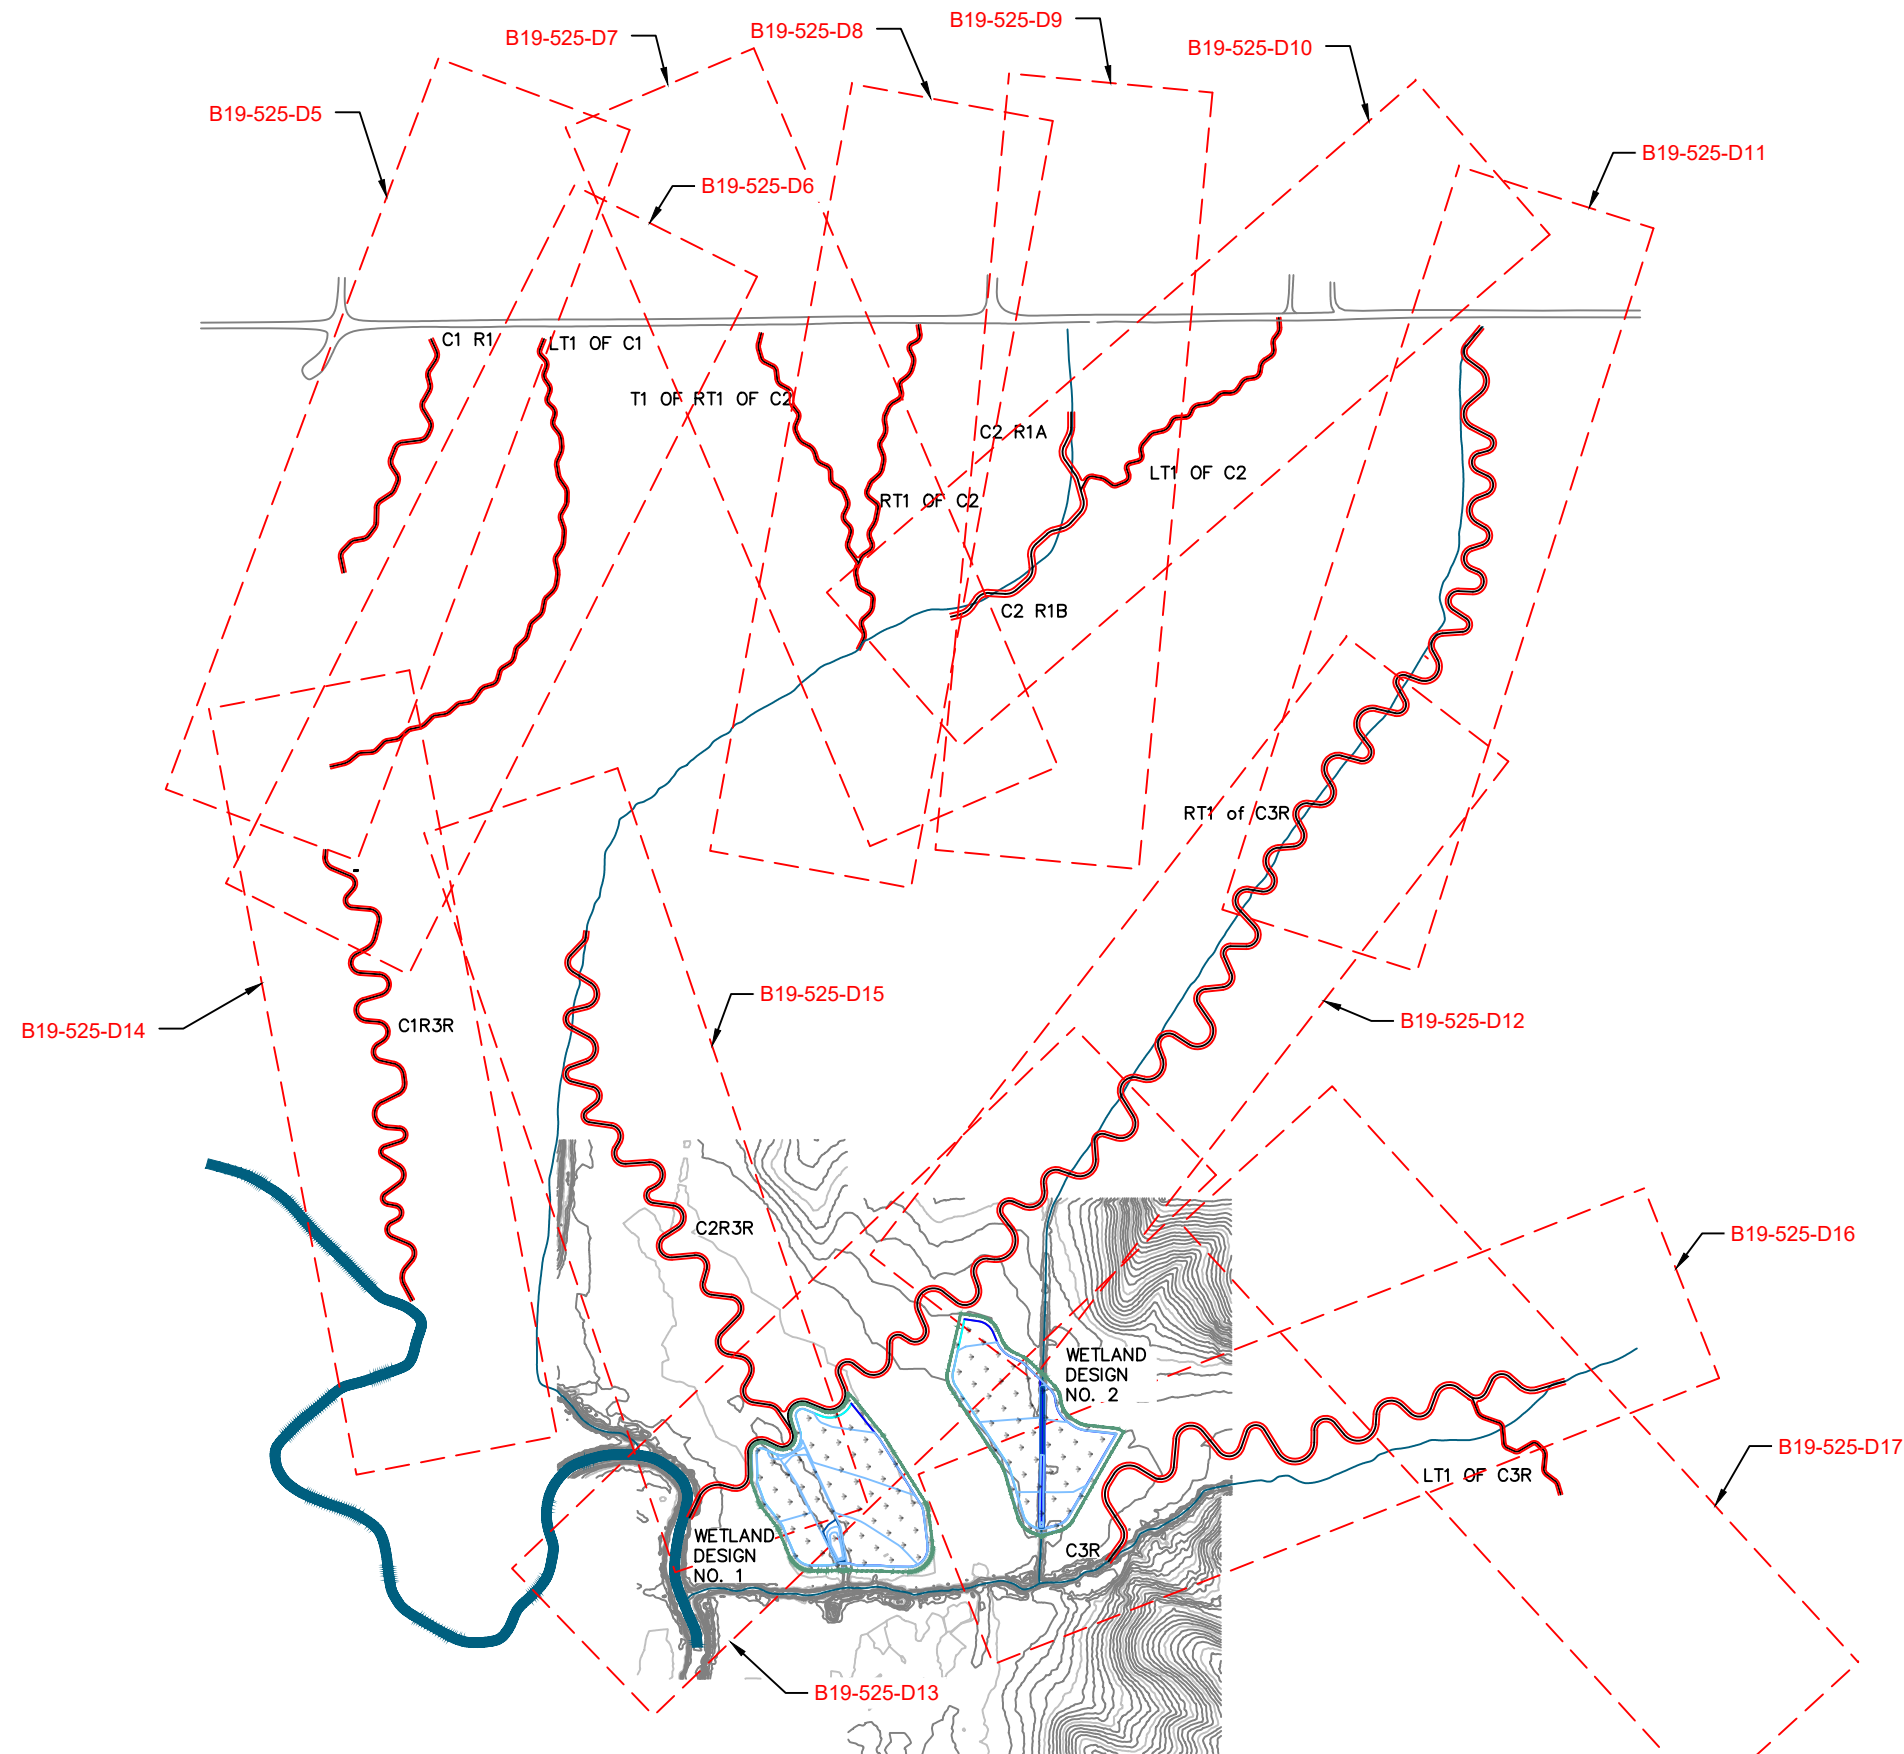 B19-525-D9
B19-525-D8
B19-525-D7
B19-525-D10
B19-525-D5
B19-525-D11
B19-525-D6
C1 R1
LT1 OF C1
T1 OF RT1 OF C2
C2 R1A
LT1 OF C2
RT1 OF C2
C2 R1B
RT1 of C3R
B19-525-D15
B19-525-D14
C1R3R
B19-525-D12
C2R3R
B19-525-D16
WETLAND
DESIGN
NO. 2
B19-525-D17
LT1 OF C3R
WETLAND
DESIGN
NO. 1
C3R
B19-525-D13